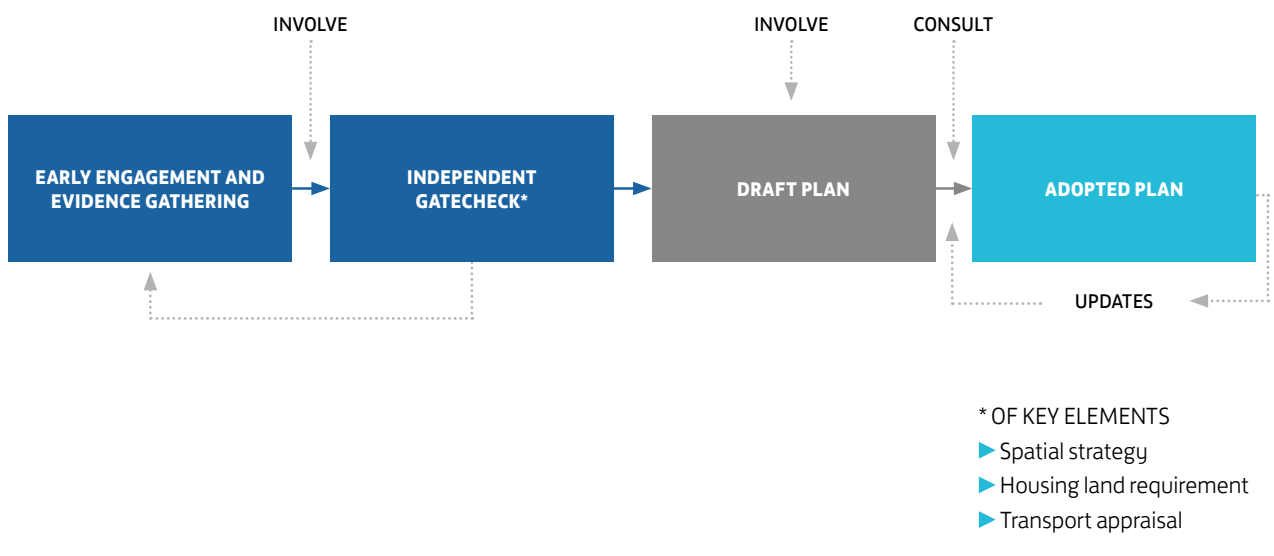 INVOLVE
INVOLVE
CONSULT
EARLY ENGAGEMENT AND
EVIDENCE GATHERING
INDEPENDENT
GATECHECK*
DRAFT PLAN
ADOPTED PLAN
UPDATES
* OF KEY ELEMENTS
Spatial strategy
Housing land requirement
Transport appraisal